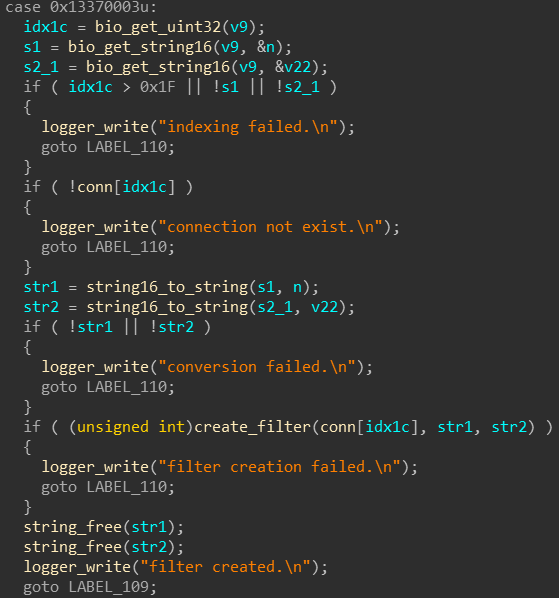 case 0x13370003u:
  idx1c = bio_get_uint32(v9);
  s1 = bio_get_string16(v9, &n);
  s2_1 = bio_get_string16(v9, &v22);
  if ( idx1c > 0x1F || !s1 || !s2_1 )
  {
    logger_write("indexing failed.\n");
    goto LABEL_110;
  }
  if ( !conn[idx1c] )
  {
    logger_write("connection not exist.\n");
    goto LABEL_110;
  }
  str1 = string16_to_string(s1, n);
  str2 = string16_to_string(s2_1, v22);
  if ( !str1 || !str2 )
  {
    logger_write("conversion failed.\n");
    goto LABEL_110;
  }
  if ( (unsigned int)create_filter(conn[idx1c], str1, str2) )
  {
    logger_write("filter creation failed.\n");
    goto LABEL_110;
  }
  string_free(str1);
  string_free(str2);
  logger_write("filter created.\n");
  goto LABEL_109;